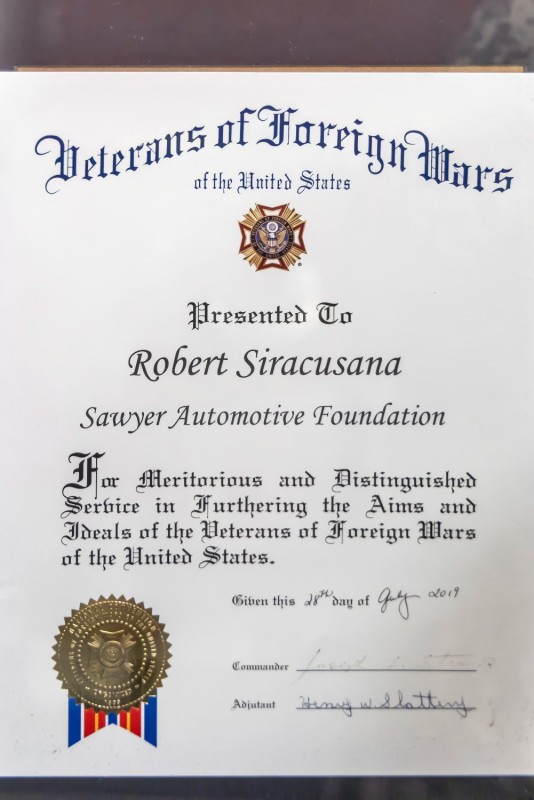 Veterans of Foreign Wars
of the United States
Presented To
Robert Siracusana
Sawyer Automotive Foundation
For Meritorious and Distinguished
Service in Furthering the Aims and
Ideals of the Veterans of Foreign Wars
of the United States.
Given this 28th day of July 2019
Commander Joseph
Adjutant Henry W. Slattery